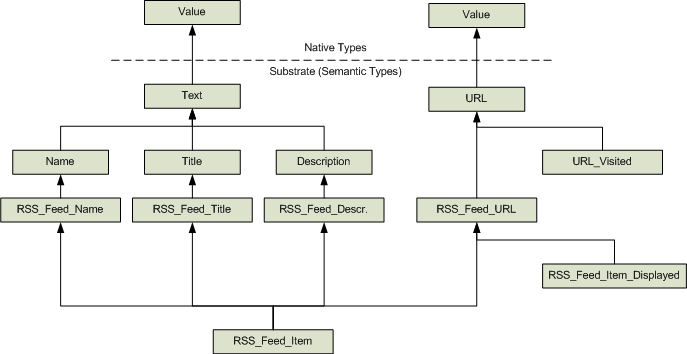 Value
Value
Native Types
Substrate (Semantic Types)
Text
URL
Name
Title
Description
URL_Visited
RSS_Feed_Name
RSS_Feed_Title
RSS_Feed_Descr.
RSS_Feed_URL
RSS_Feed_Item_Displayed
RSS_Feed_Item